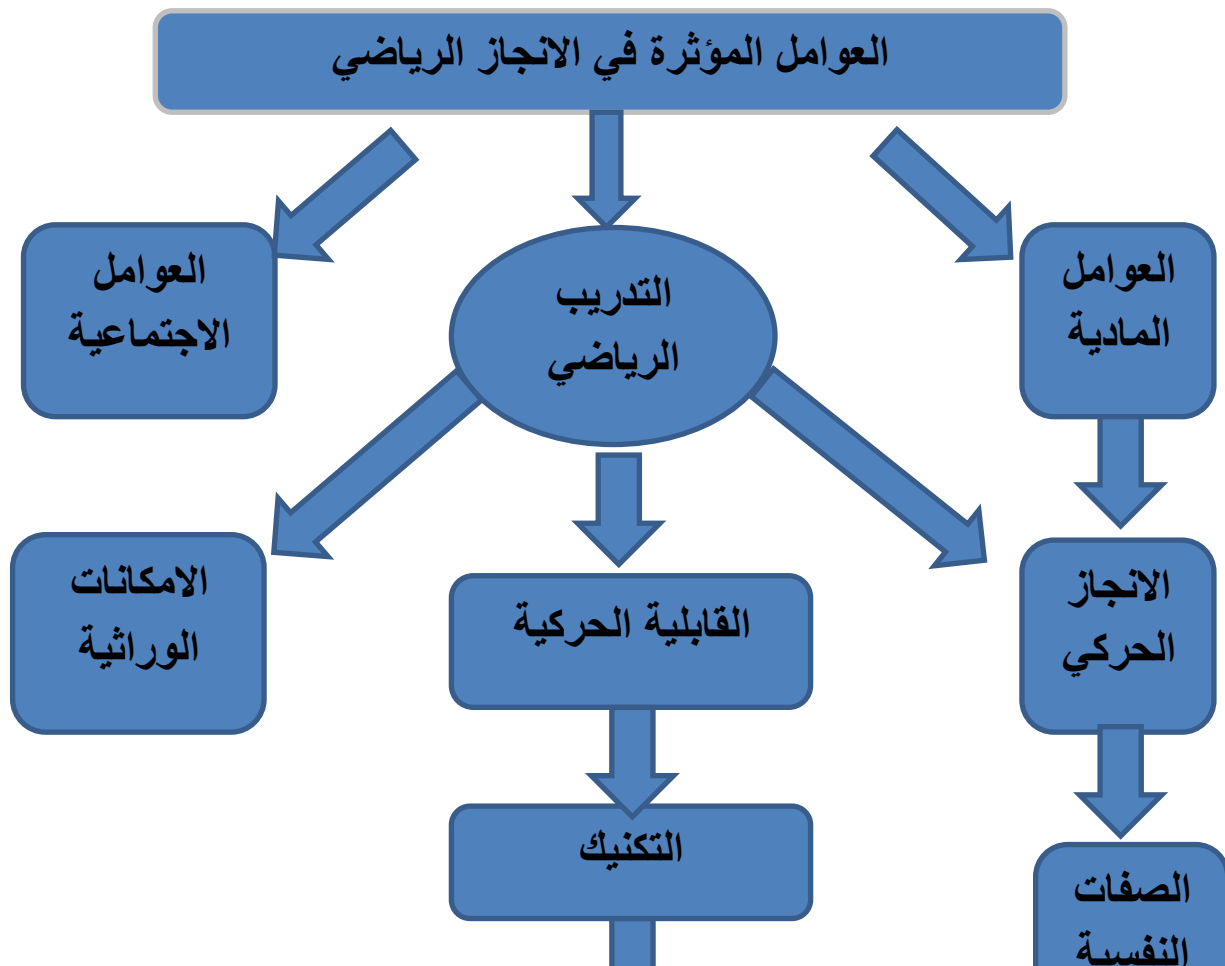 العوامل المؤثرة في الانجاز الرياضي
العوامل
المادية
التدريب
الرياضي
العوامل
الاجتماعية
الانجاز
الحركي
القابلية الحركية
الامكانات
الوراثية
التكنيك
الصفات
النفسية